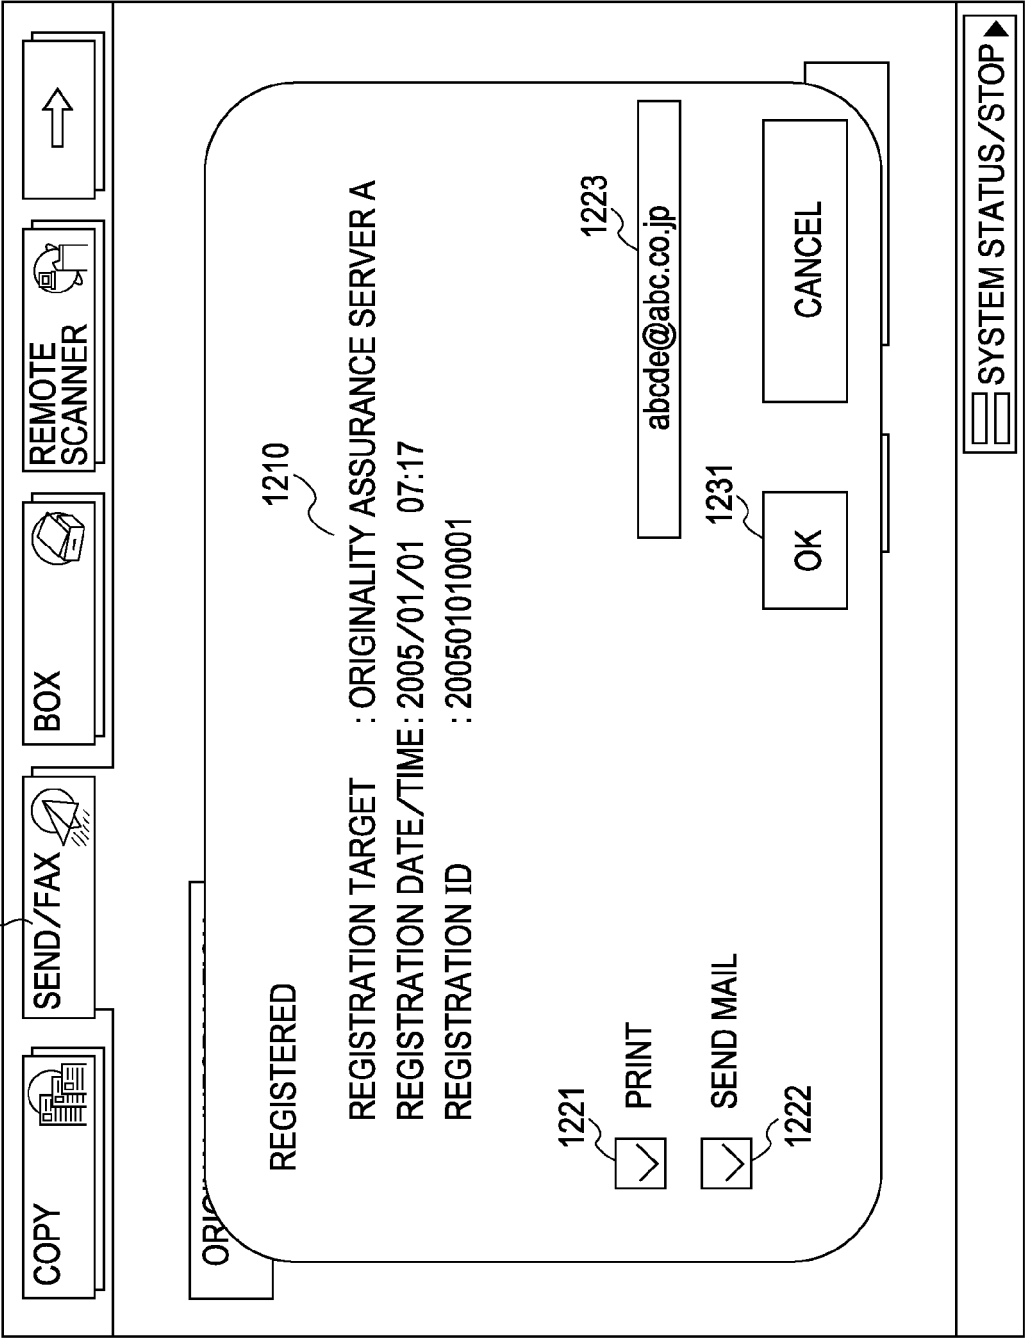 COPY
SEND/FAX
BOX
REMOTE
SCANNER
ORIG
REGISTERED
1210
REGISTRATION TARGET : ORIGINALITY ASSURANCE SERVER A
REGISTRATION DATE/TIME : 2005/01/01 07:17
REGISTRATION ID : 200501010001
1221
PRINT
1223
abcde@abc.co.jp
SEND MAIL
1222
1231
OK
CANCEL
SYSTEM STATUS/STOP